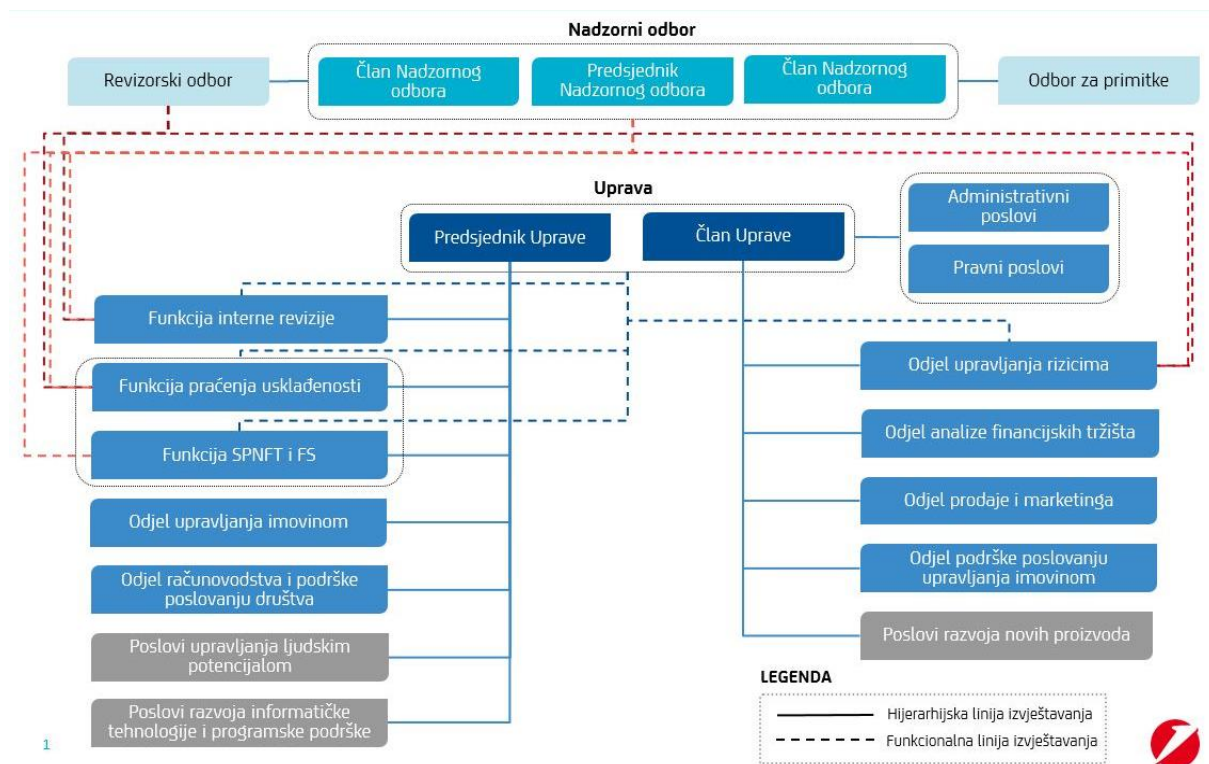 Nadzorni odbor
Revizorski odbor
Član Nadzornog
odbora
Predsjednik
Nadzornog odbora
Član Nadzornog
odbora
Odbor za primitke
Uprava
Predsjednik Uprave
Član Uprave
Administrativni
poslovi
Pravni poslovi
Funkcija interne revizije
Funkcija praćenja usklađenosti
Funkcija SPNFT i FS
Odjel upravljanja imovinom
Odjel računovodstva i podrške
poslovanju društva
Poslovi upravljanja ljudskim
potencijalom
Poslovi razvoja informatičke
tehnologije i programske podrške
Odjel upravljanja rizicima
Odjel analize financijskih tržišta
Odjel prodaje i marketinga
Odjel podrške poslovanju
upravljanja imovinom
Poslovi razvoja novih proizvoda
LEGENDA
Hijerarhijska linija izvještavanja
Funkcionalna linija izvještavanja
1